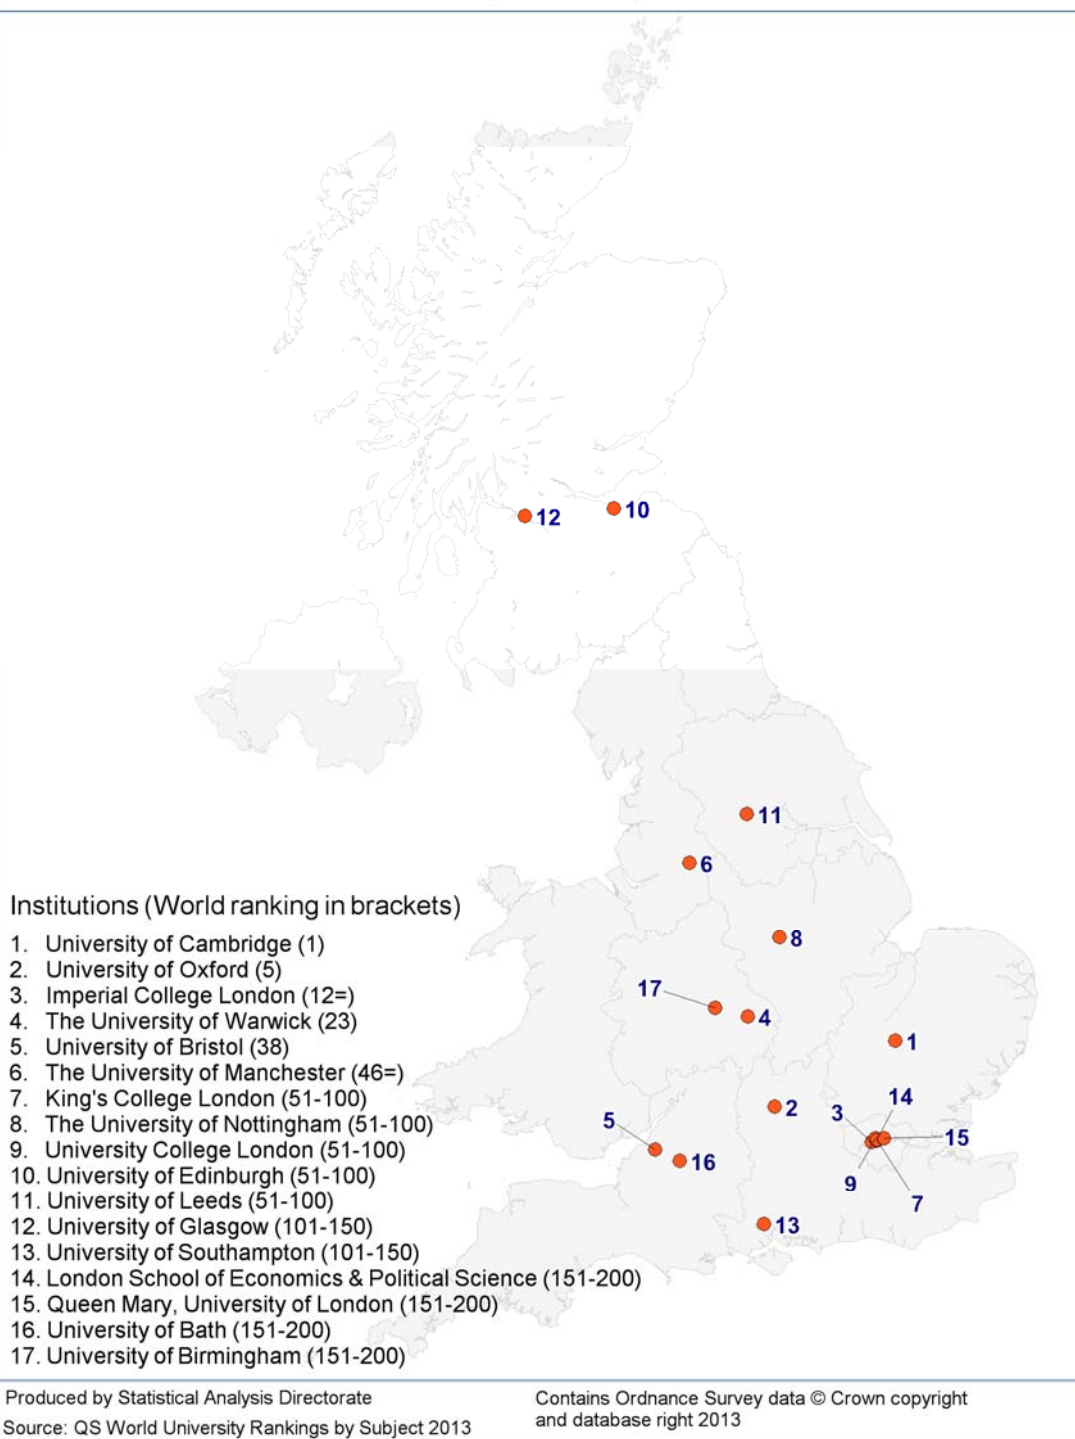 12
10
11
6
8
17
4
1
14
3
2
5
15
16
9
7
13
Institutions (World ranking in brackets)
1. University of Cambridge (1)
2. University of Oxford (5)
3. Imperial College London (12=)
4. The University of Warwick (23)
5. University of Bristol (38)
6. The University of Manchester (46=)
7. King's College London (51-100)
8. The University of Nottingham (51-100)
9. University College London (51-100)
10. University of Edinburgh (51-100)
11. University of Leeds (51-100)
12. University of Glasgow (101-150)
13. University of Southampton (101-150)
14. London School of Economics & Political Science (151-200)
15. Queen Mary, University of London (151-200)
16. University of Bath (151-200)
17. University of Birmingham (151-200)
Produced by Statistical Analysis Directorate
Source: QS World University Rankings by Subject 2013
Contains Ordnance Survey data © Crown copyright
and database right 2013